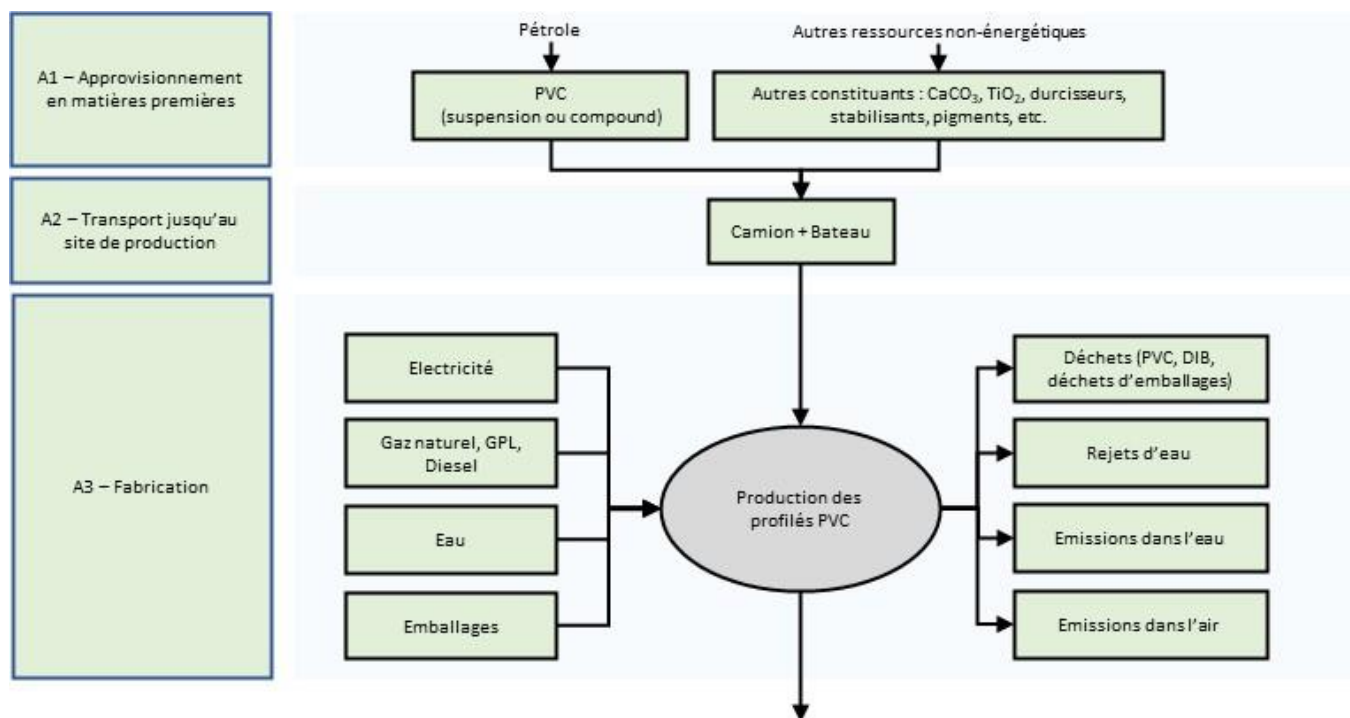 A1 – Approvisionnement
en matières premières
Pétrole
Autres ressources non-énergétiques
PVC
(suspension ou compound)
Autres constituants : CaCO₃, TiO₂, durcisseurs,
stabilisants, pigments, etc.
A2 – Transport jusqu’au
site de production
Camion + Bateau
A3 – Fabrication
Electricité
Gaz naturel, GPL,
Diesel
Eau
Emballages
Production des
profilés PVC
Déchets (PVC, DIB,
déchets d’emballages)
Rejets d’eau
Emissions dans l’eau
Emissions dans l’air